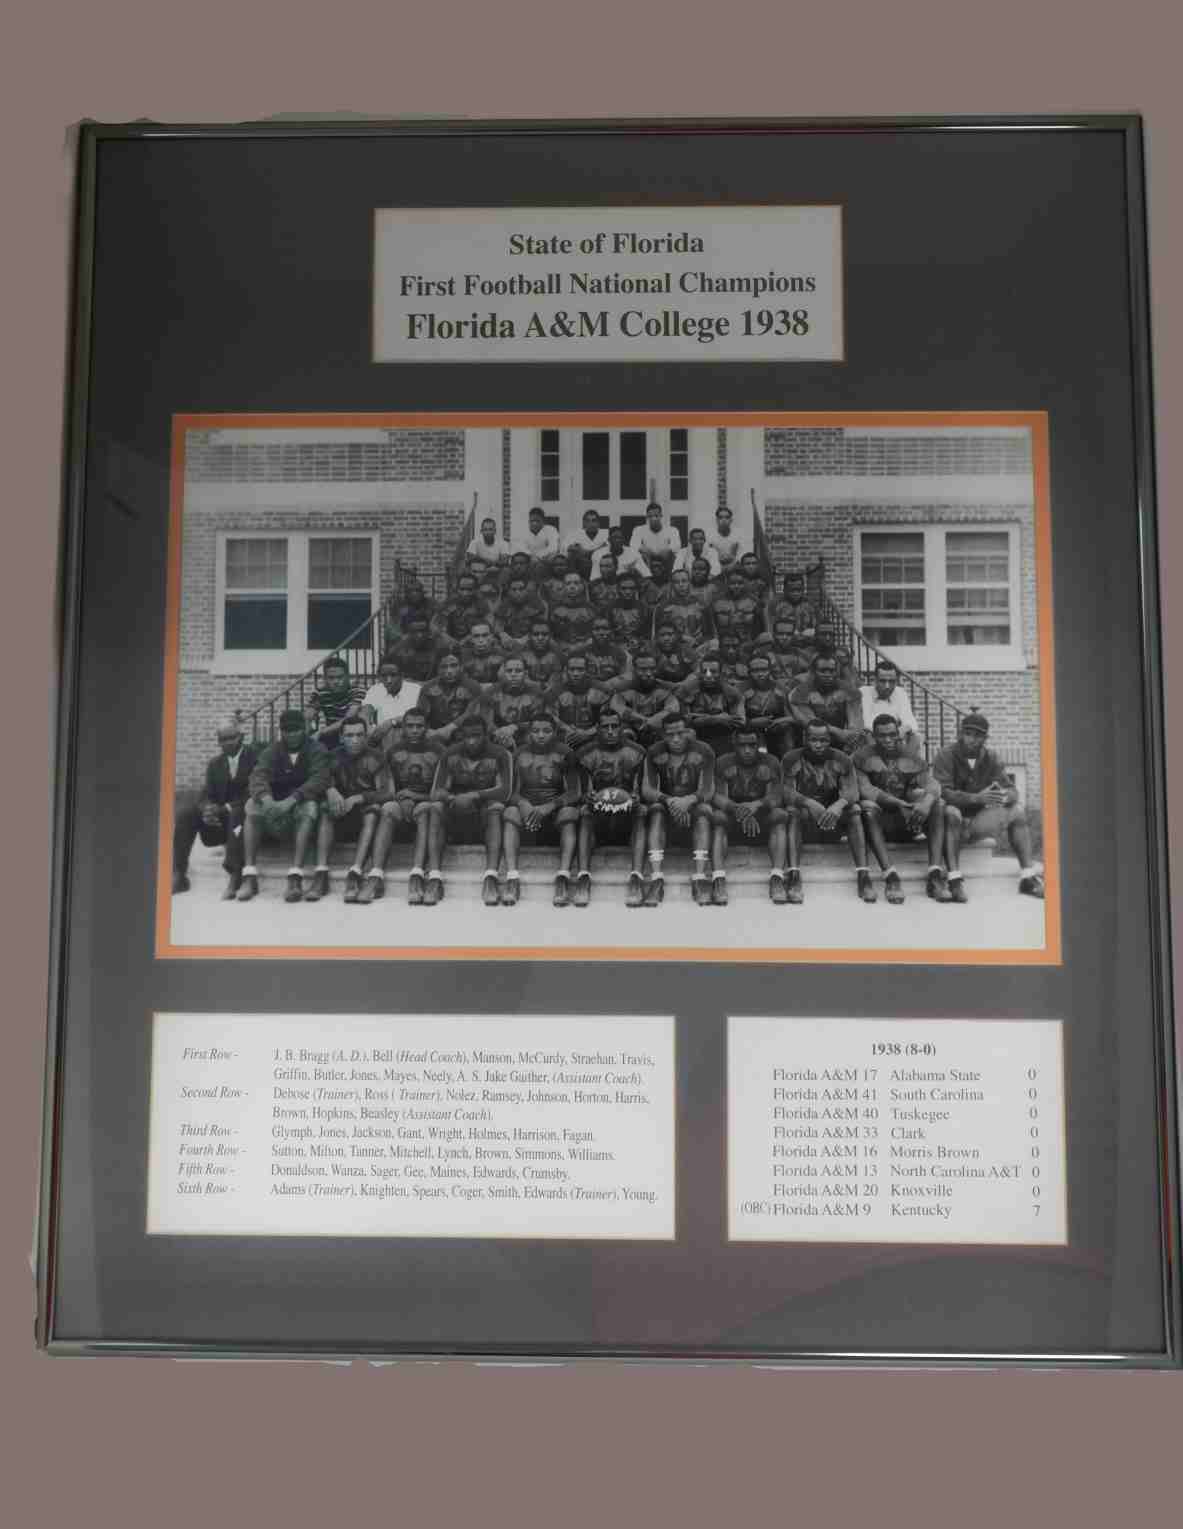 State of Florida
First Football National Champions
Florida A&M College 1938
First Row - J. B. Bragg (A. D.), Bell (Head Coach), Manson, McCurdy, Straehan, Travis,
Griffin, Butler, Jones, Mayes, Neely, A. S. Jake Gaither, (Assistant Coach).
Second Row - Debose (Trainer), Ross ( Trainer), Nolez, Ramsey, Johnson, Horton, Harris,
Brown, Hopkins, Beasley (Assistant Coach).
Third Row - Glymph, Jones, Jackson, Gant, Wright, Holmes, Harrison, Fagan.
Fourth Row - Sutton, Milton, Tanner, Mitchell, Lynch, Brown, Simmons, Williams.
Fifth Row - Donaldson, Wanza, Sager, Gee, Maines, Edwards, Crumsby.
Sixth Row - Adams (Trainer), Knighten, Spears, Coger, Smith, Edwards (Trainer), Young.
1938 (8-0)
Florida A&M 17 Alabama State 0
Florida A&M 41 South Carolina 0
Florida A&M 40 Tuskegee 0
Florida A&M 33 Clark 0
Florida A&M 16 Morris Brown 0
Florida A&M 13 North Carolina A&T 0
Florida A&M 20 Knoxville 0
(OBC) Florida A&M 9 Kentucky 7